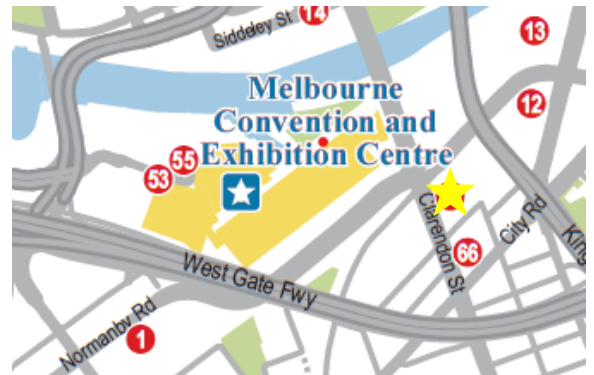 14
Siddeley St
13
Melbourne
Convention and
Exhibition Centre
12
55
53
Clarendon St
City Rd
King
66
West Gate Fwy
Normanby Rd
1